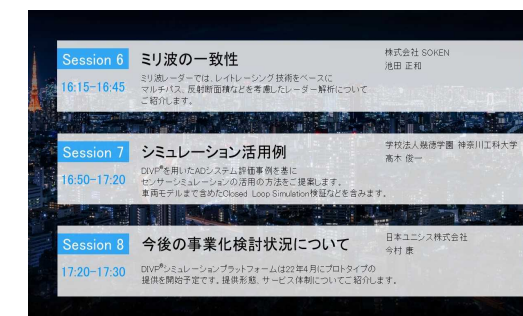 Session 6
ミリ波の一致性
株式会社 SOKEN
池田 正和
16:15-16:45
ミリ波レーダーでは、レイトレーシング技術をベースに
マルチパス、反射断面積などを考慮したレーダー解析について
ご紹介します。
Session 7
シミュレーション活用例
学校法人幾徳学園 神奈川工科大学
高木 俊一
16:50-17:20
DIVP®を用いたADシステム評価事例を基に
センサーシミュレーションの活用の方法をご提案します。
車両モデルまで含めたClosed Loop Simulation検証などを含みます。
Session 8
今後の事業化検討状況について
日本ユニシス株式会社
今村 康
17:20-17:30
DIVP®シミュレーションプラットフォームは22年4月にプロトタイプの
提供を開始予定です。提供形態、サービス体制についてご紹介します。